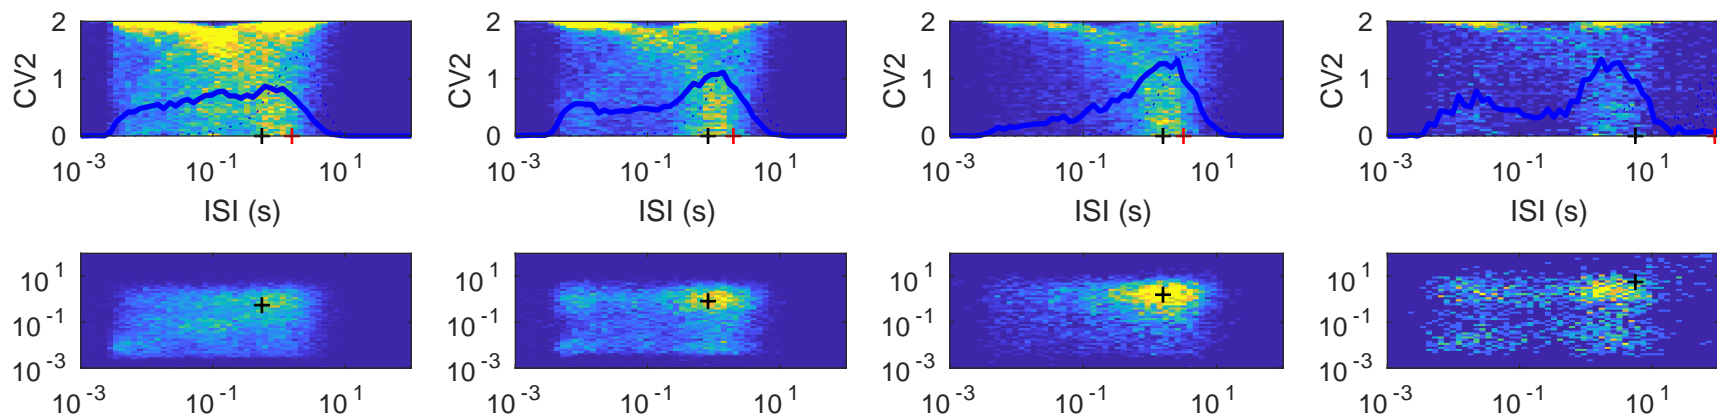 2 2 2 2
CV2 CV2 CV2 CV2
1 1 1 1
0 0 0 0
10^-3 10^-1 10^1 10^-3 10^-1 10^1 10^-3 10^-1 10^1 10^-3 10^-1 10^1
ISI (s) ISI (s) ISI (s) ISI (s)
10^1 10^1 10^1 10^1
10^-1 10^-1 10^-1 10^-1
10^-3 10^-3 10^-3 10^-3
10^-3 10^-1 10^1 10^-3 10^-1 10^1 10^-3 10^-1 10^1 10^-3 10^-1 10^1